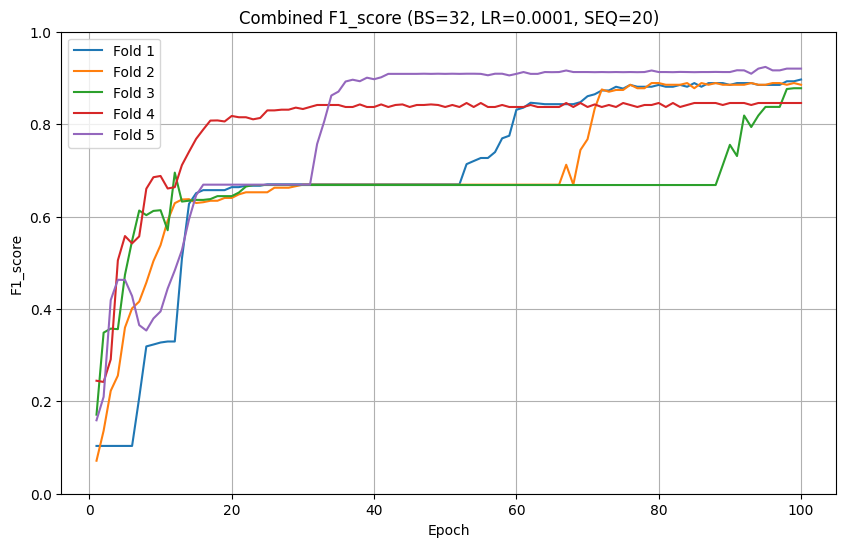 Combined F1_score (BS=32, LR=0.0001, SEQ=20)
Fold 1
Fold 2
Fold 3
Fold 4
Fold 5
1.0
0.8
0.6
0.4
0.2
0.0
F1_score
0 20 40 60 80 100
Epoch